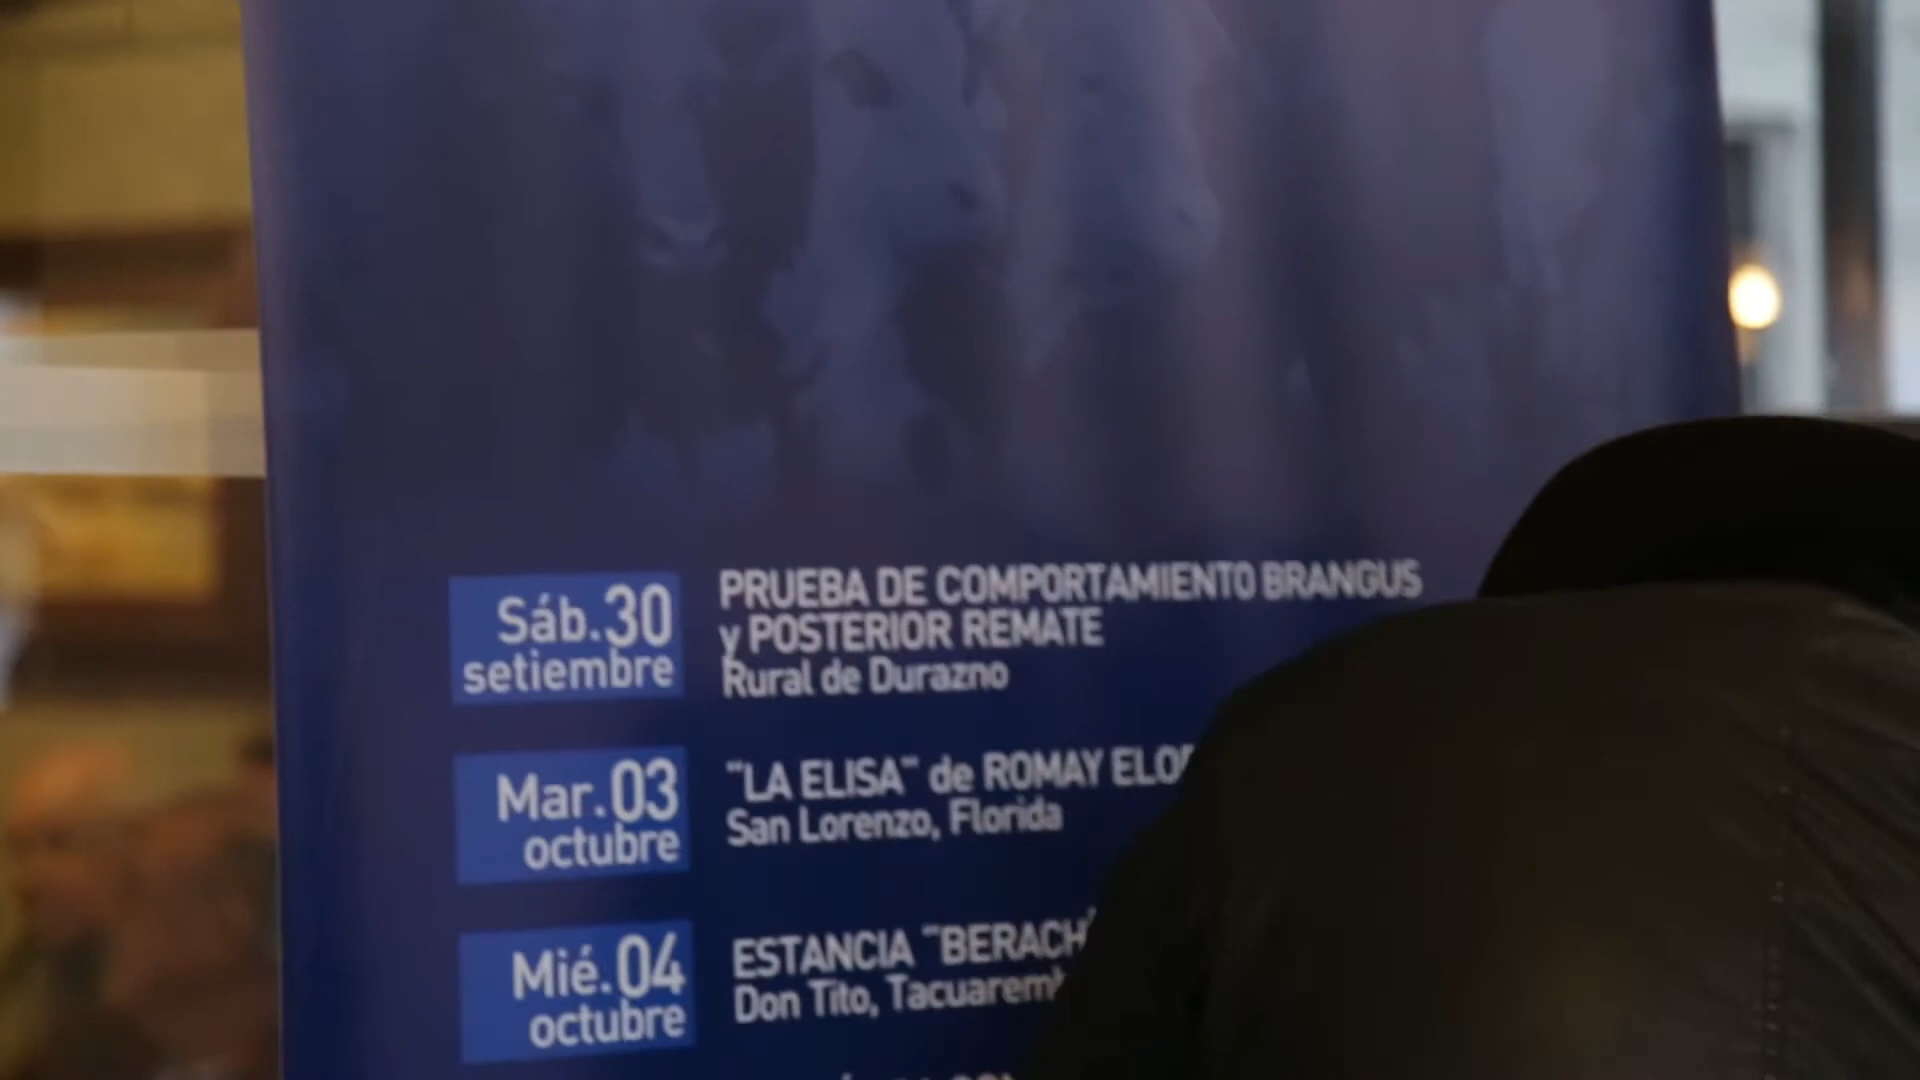 Sáb.30
setiembre
PRUEBA DE COMPORTAMIENTO BRANGUS
y POSTERIOR REMATE
Rural de Durazno
Mar.03
octubre
"LA ELISA" de ROMAY
San Lorenzo, Florida
Mié.04
octubre
ESTANCIA
Don Tito,